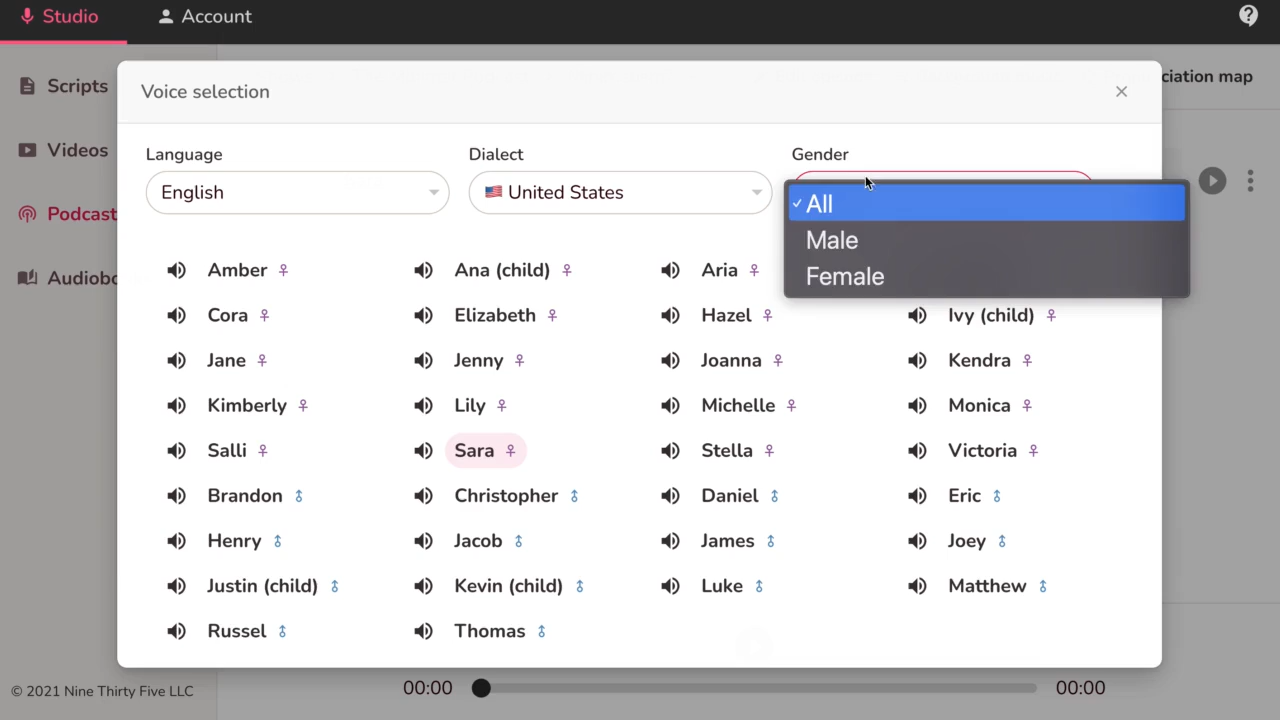 Studio
Account
Scripts
Videos
Podcast
Audiobo
ciation map
Voice selection
Language
Dialect
Gender
English
United States
All
Male
Female
Amber
Ana (child)
Aria
Cora
Elizabeth
Hazel
Ivy (child)
Jane
Jenny
Joanna
Kendra
Kimberly
Lily
Michelle
Monica
Salli
Sara
Stella
Victoria
Brandon
Christopher
Daniel
Eric
Henry
Jacob
James
Joey
Justin (child)
Kevin (child)
Luke
Matthew
Russel
Thomas
© 2021 Nine Thirty Five LLC
00:00
00:00